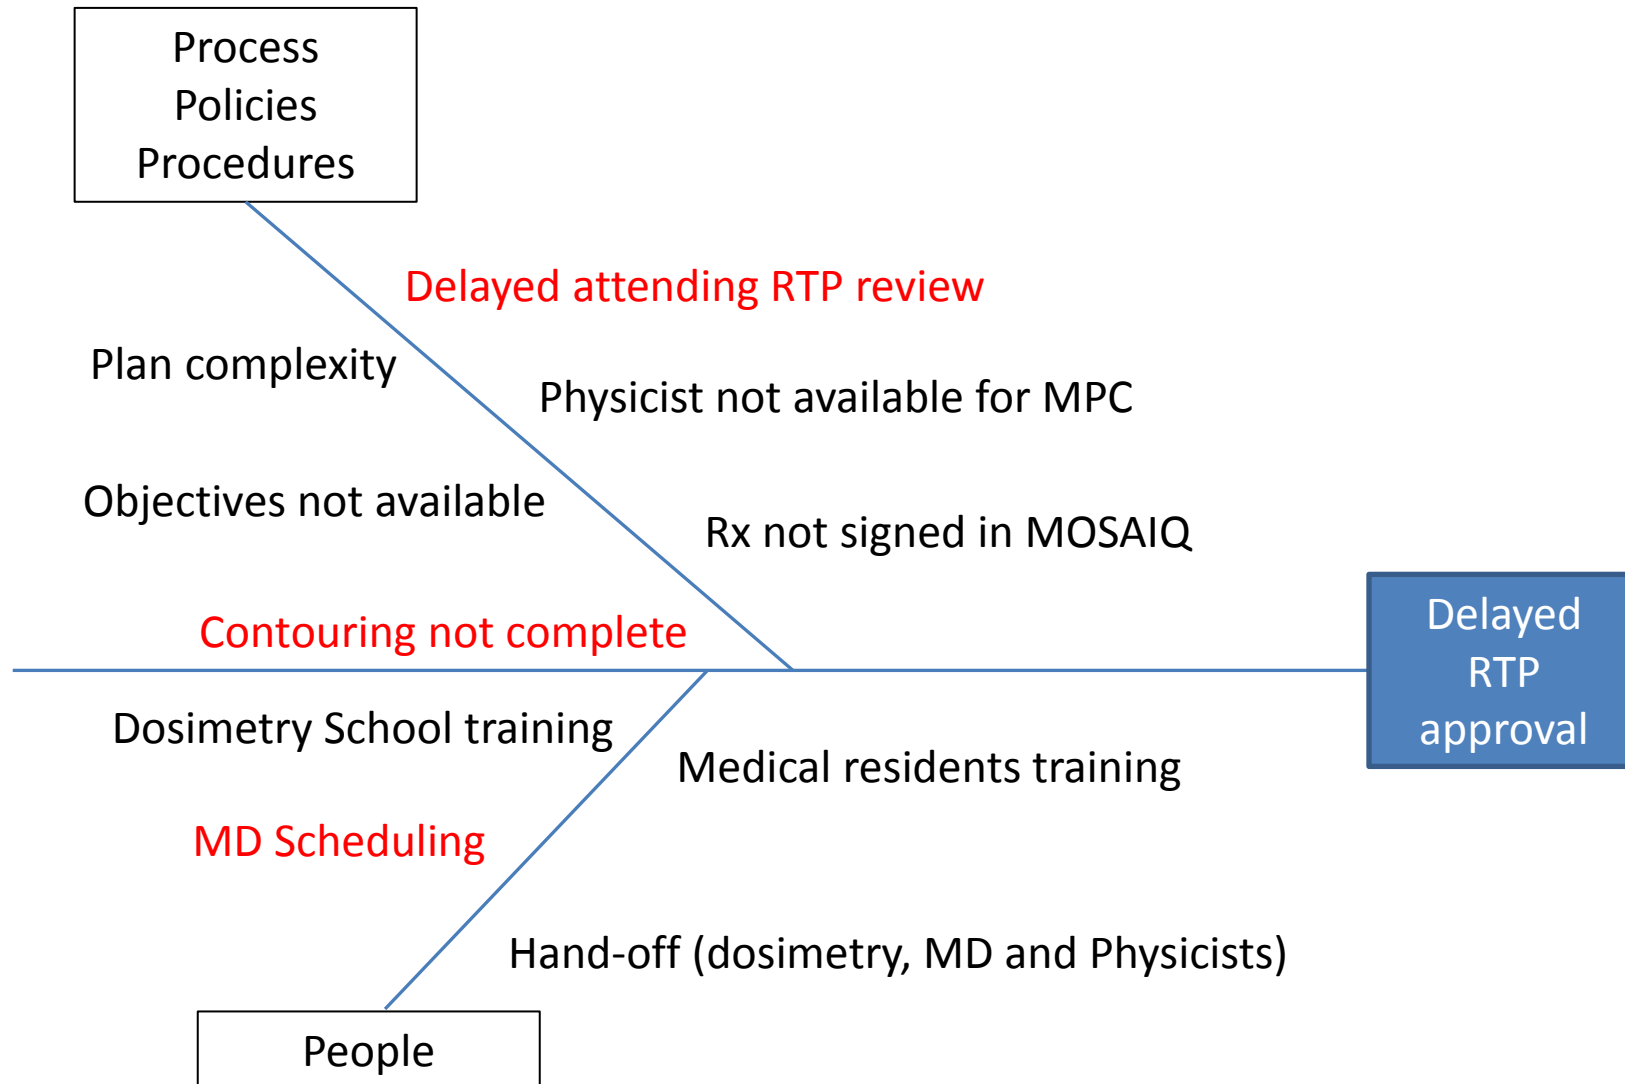 Process
Policies
Procedures
Delayed attending RTP review
Plan complexity
Physicist not available for MPC
Objectives not available
Rx not signed in MOSAIQ
Contouring not complete
Delayed
RTP
approval
Dosimetry School training
Medical residents training
MD Scheduling
Hand-off (dosimetry, MD and Physicists)
People